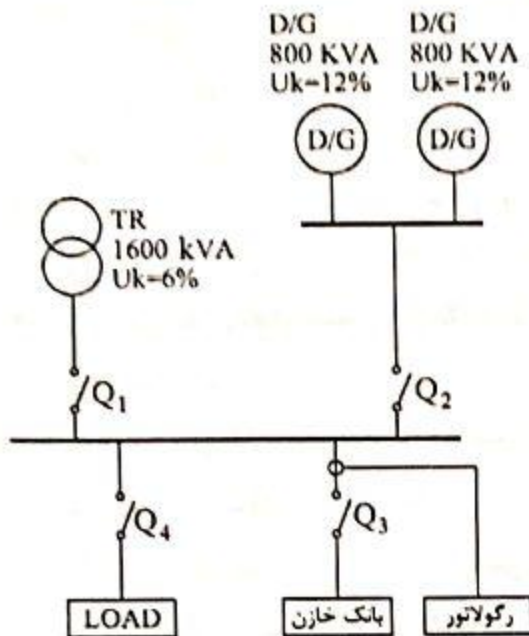 D/G D/G
800 KVA 800 KVA
Uk=12% Uk=12%
D/G D/G
TR
1600 kVA
Uk=6%
Q1 Q2
Q4 Q3
LOAD بانک خازن رگولاتور